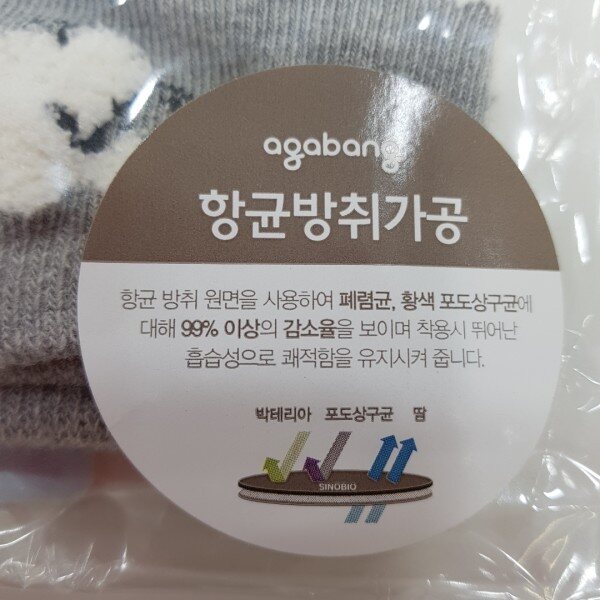 agabang
항균방취가공
항균 방취 원면을 사용하여 폐렴균, 황색 포도상구균에
대해 99% 이상의 감소율을 보이며 착용시 뛰어난
흡습성으로 쾌적함을 유지시켜 줍니다.
박테리아 포도상구균 땀
SINOBIO